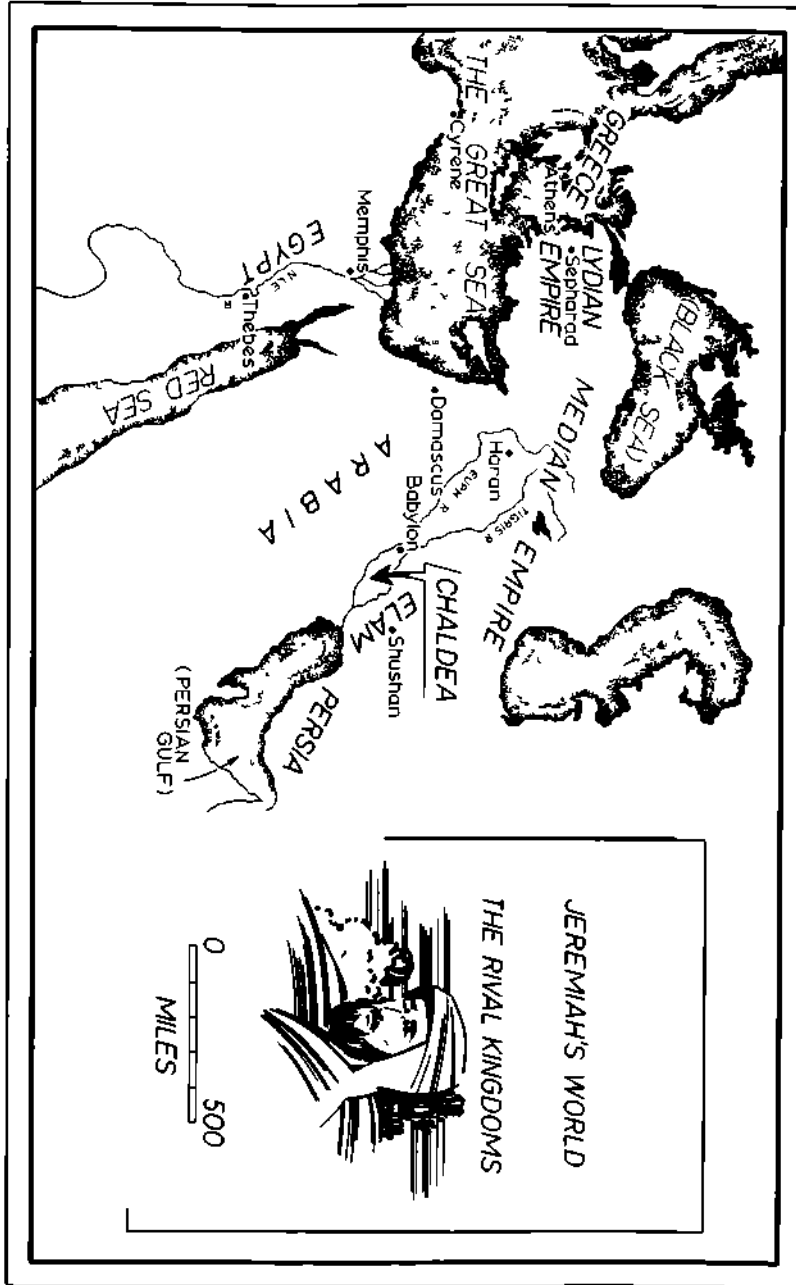 JEREMIAH'S WORLD
THE RIVAL KINGDOMS
0 500
MILES
(BLACK SEA)
GREECE
Athens
LYDIAN
Sepharad
EMPIRE
MEDIAN EMPIRE
THE GREAT SEA
Cyrene
Haran
TIGRIS R
EUPH R
Damascus
Babylon
CHALDEA
ELAM
Shushan
PERSIA
(PERSIAN
GULF)
ARABIA
Memphis
EGYPT
Thebes
RED SEA